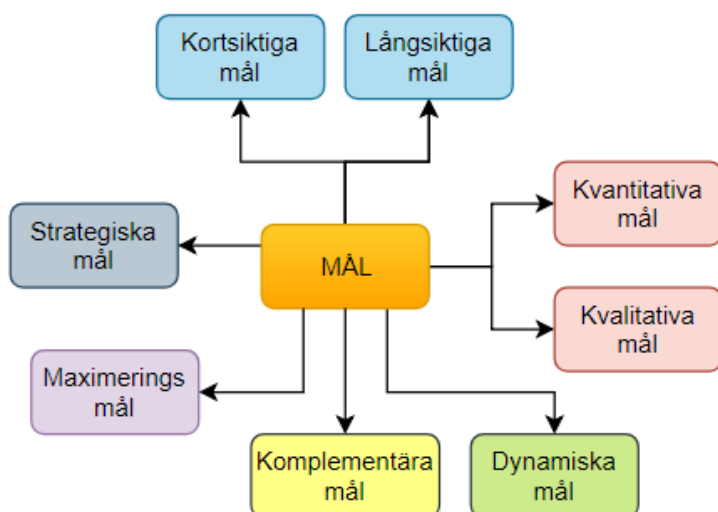 Kortsiktiga
mål
Långsiktiga
mål
Kvantitativa
mål
Strategiska
mål
MÅL
Kvalitativa
mål
Maximerings
mål
Komplementära
mål
Dynamiska
mål